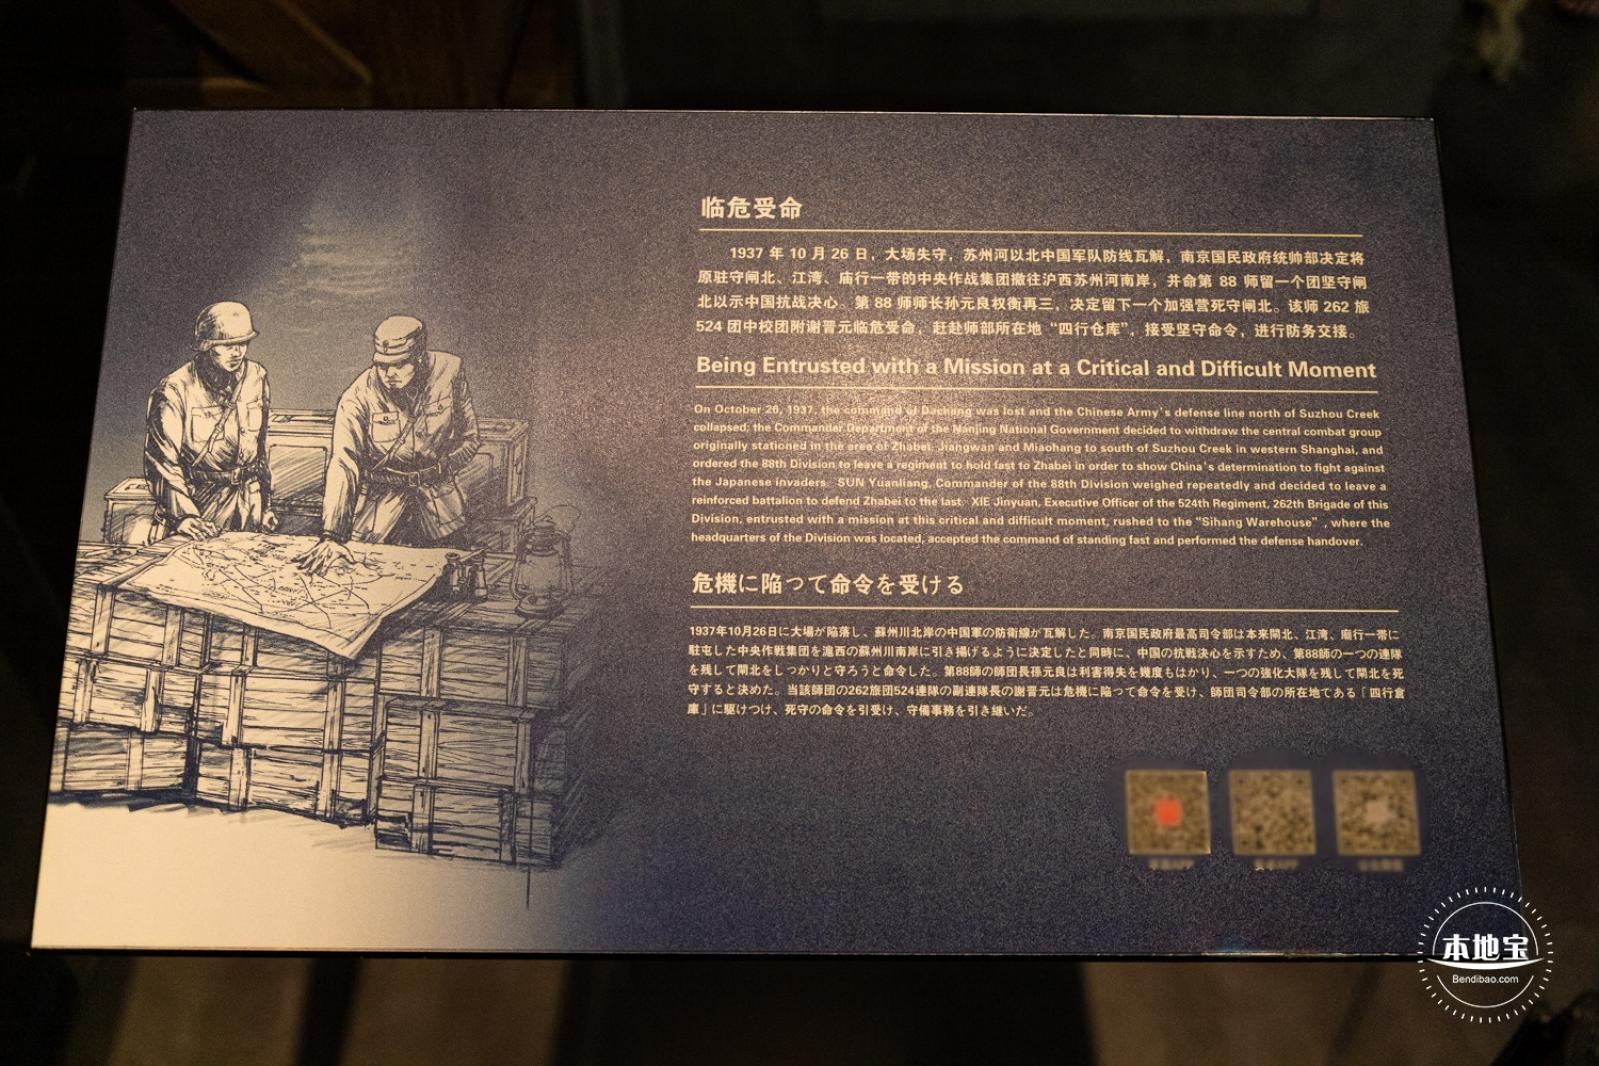 临危受命
1937 年 10 月 26 日，大场失守，苏州河以北中国军队防线瓦解，南京国民政府统帅部决定将
原驻守闸北、江湾、庙行一带的中央作战集团撤往沪西苏州河南岸，并命第 88 师留一个团坚守闸
北以示中国抗战决心。第 88 师师长孙元良权衡再三，决定留下一个加强营死守闸北。该师 262 旅
524 团中校团附谢晋元临危受命，赶赴师部所在地“四行仓库”，接受坚守命令，进行防务交接。
Being Entrusted with a Mission at a Critical and Difficult Moment
On October 26, 1937, the command of Dachang was lost and the Chinese Army's defense line north of Suzhou Creek
collapsed; the Commander Department of the Nanjing National Government decided to withdraw the central combat group
originally stationed in the area of Zhabei, Jiangwan and Miaohang to south of Suzhou Creek in western Shanghai, and
ordered the 88th Division to leave a regiment to hold fast to Zhabei in order to show China's determination to fight against
the Japanese invaders. SUN Yuanliang, Commander of the 88th Division weighed repeatedly and decided to leave a
reinforced battalion to defend Zhabei to the last. XIE Jinyuan, Executive Officer of the 524th Regiment, 262th Brigade of this
Division, entrusted with a mission at this critical and difficult moment, rushed to the "Sihang Warehouse" , where the
headquarters of the Division was located, accepted the command of standing fast and performed the defense handover.
危機に陥つて命令を受ける
1937年10月26日に大場が陥落し、蘇州川北岸の中国軍の防衛線が瓦解した。南京国民政府最高司令部は本来閘北、江湾、廟行一帯に
駐屯した中央作戦集団を滬西の蘇州川南岸に引き揚げるように決定したと同時に、中国の抗戦決心を示すため、第88師の一つの連隊
を残して閘北をしっかりと守ろうと命令した。第88師の師団長孫元良は利害得失を幾度もはかり、一つの強化大隊を残して閘北を死
守すると決めた。当該師団の262旅団524連隊の副連隊長の謝晋元は危機に陥つて命令を受け、師団司令部の所在地である「四行倉
庫」に駆けつけ、死守の命令を引受け、守備事務を引き継いだ。
本地宝
Bendibao.com